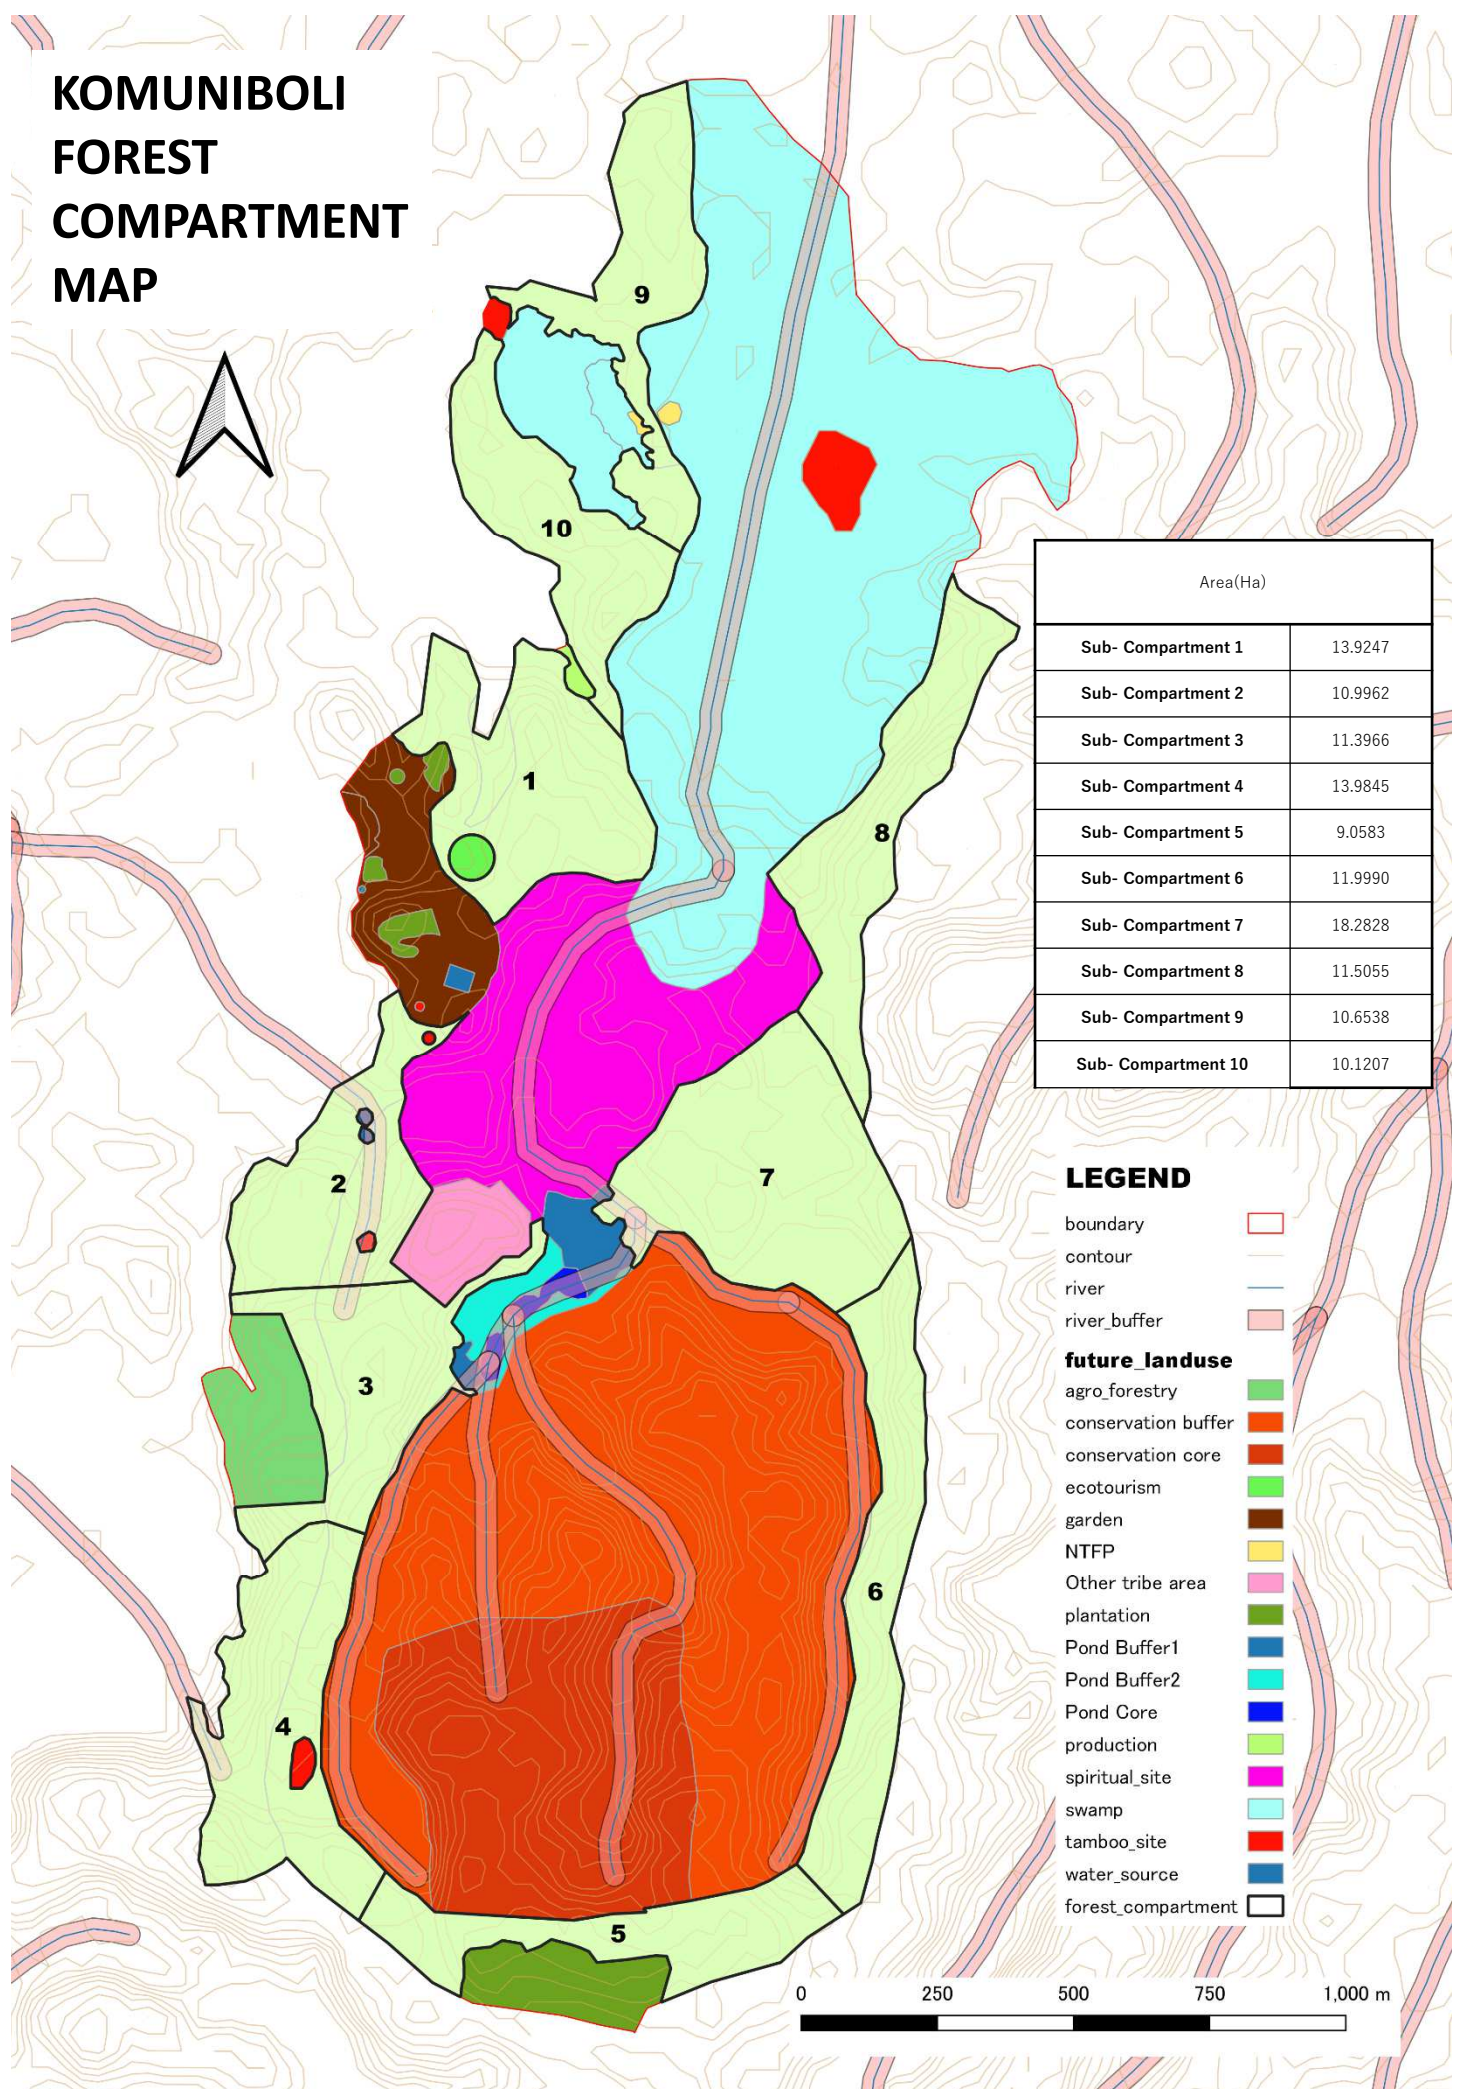 KOMUNIBOLI
FOREST
COMPARTMENT
MAP
9
10
1
8
2
7
3
6
4
5
Area(Ha)
Sub- Compartment 1 13.9247
Sub- Compartment 2 10.9962
Sub- Compartment 3 11.3966
Sub- Compartment 4 13.9845
Sub- Compartment 5 9.0583
Sub- Compartment 6 11.9990
Sub- Compartment 7 18.2828
Sub- Compartment 8 11.5055
Sub- Compartment 9 10.6538
Sub- Compartment 10 10.1207
LEGEND
boundary
contour
river
river_buffer
future_landuse
agro_forestry
conservation buffer
conservation core
ecotourism
garden
NTFP
Other tribe area
plantation
Pond Buffer1
Pond Buffer2
Pond Core
production
spiritual_site
swamp
tamboo_site
water_source
forest_compartment
0 250 500 750 1,000 m